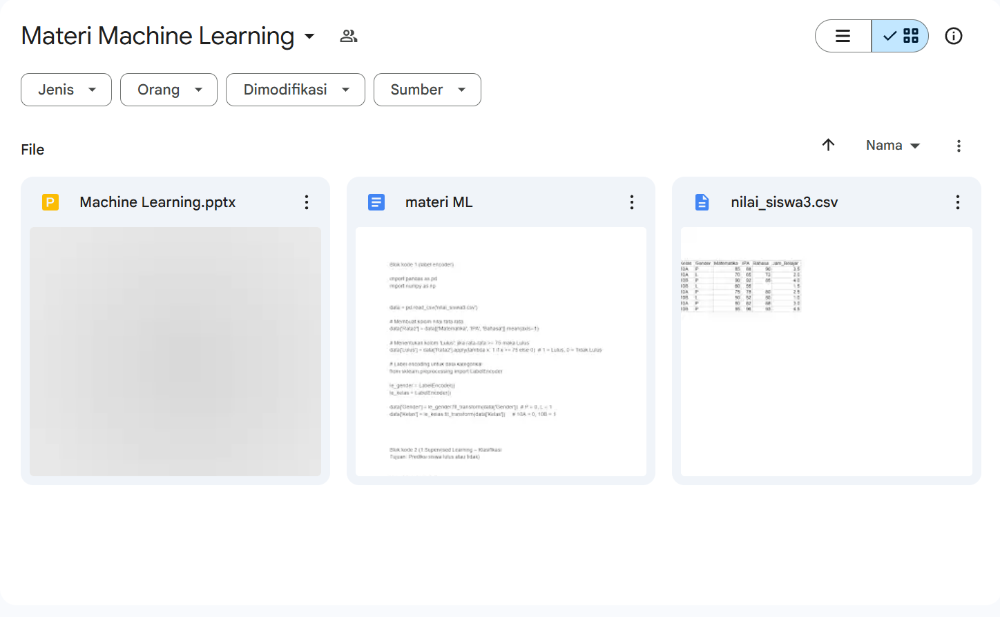 Materi Machine Learning
Jenis
Orang
Dimodifikasi
Sumber
File
Nama
P
Machine Learning.pptx
materi ML
nilai_siswa3.csv
Blok kode 1 (label encoder)
import pandas as pd
import numpy as np
data = pd.read_csv('nilai_siswa3.csv')
# Membuat kolom nilai rata-rata
data['Rata2'] = data[['Matematika', 'IPA', 'Bahasa']].mean(axis=1)
# Menentukan kolom 'Lulus': jika rata-rata >= 75 maka Lulus
data['Lulus'] = data['Rata2'].apply(lambda x: 1 if x >= 75 else 0) # 1 = Lulus, 0 = Tidak Lulus
# Label encoding untuk data kategorikal
from sklearn.preprocessing import LabelEncoder
le_gender = LabelEncoder()
le_kelas = LabelEncoder()
data['Gender'] = le_gender.fit_transform(data['Gender']) # P = 0, L = 1
data['Kelas'] = le_kelas.fit_transform(data['Kelas']) # 10A = 0, 10B = 1
Blok kode 2 (1.Supervised Learning – Klasifikasi
Tujuan: Prediksi siswa lulus atau tidak)
Kelas Gender Matematika IPA Bahasa Jam_Belajar
10A P 85 88 90 3.5
10A L 70 65 72 2.0
10B P 90 92 85 4.0
10B L 60 55 1.5
10A P 75 78 80 2.5
10B L 50 52 1.0
10A P 82 88 3.0
10B P 95 96 93 4.5